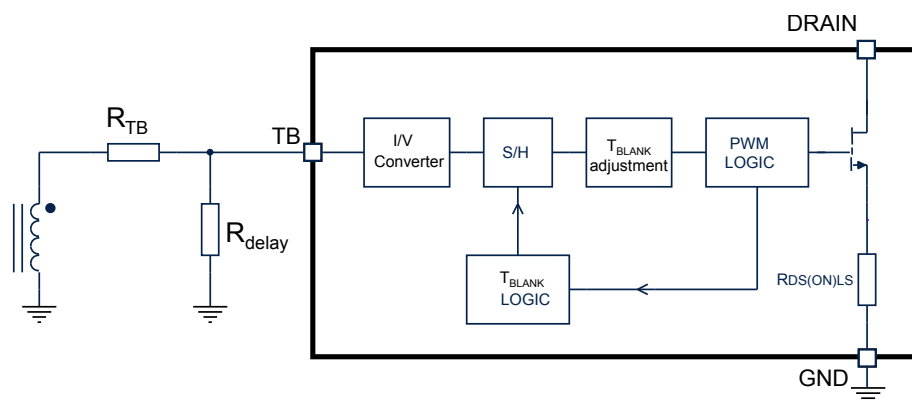 DRAIN
RTB
TB
I/V
Converter
S/H
TBLANK
adjustment
PWM
LOGIC
Rdelay
TBLANK
LOGIC
RDS(ON)LS
GND